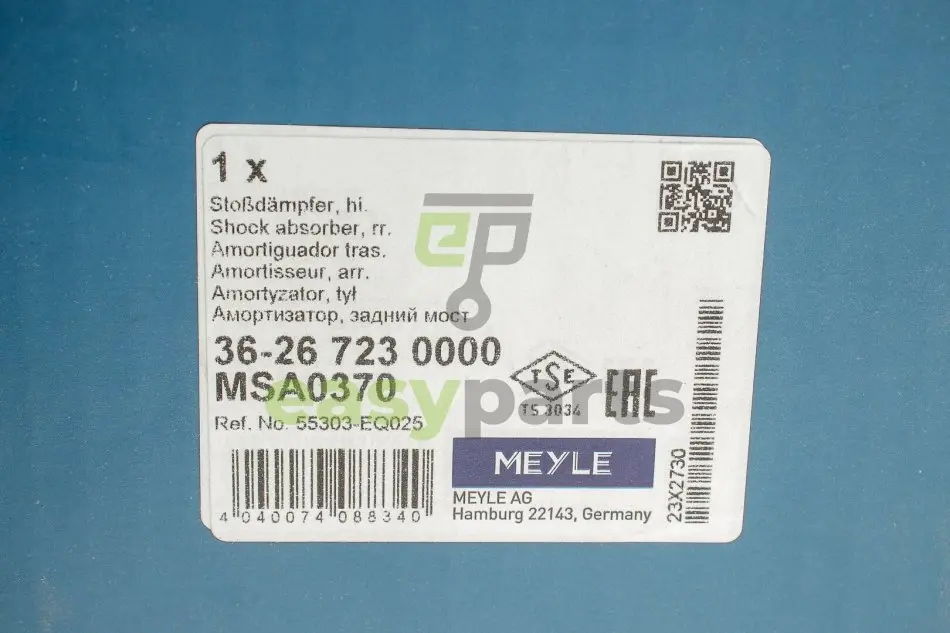 1 x
Stoßdämpfer, hi.
Shock absorber, rr.
Amortiguador tras.
Amortisseur, arr.
Amortyzator, tył
Амортизатор, задний мост
36-26 723 0000
MSA0370
Ref. No. 55303-EQ025
4 040074 088340
ep
easyparts
TSE
TS 3034
EAC
MEYLE
MEYLE AG
Hamburg 22143, Germany
23X2730